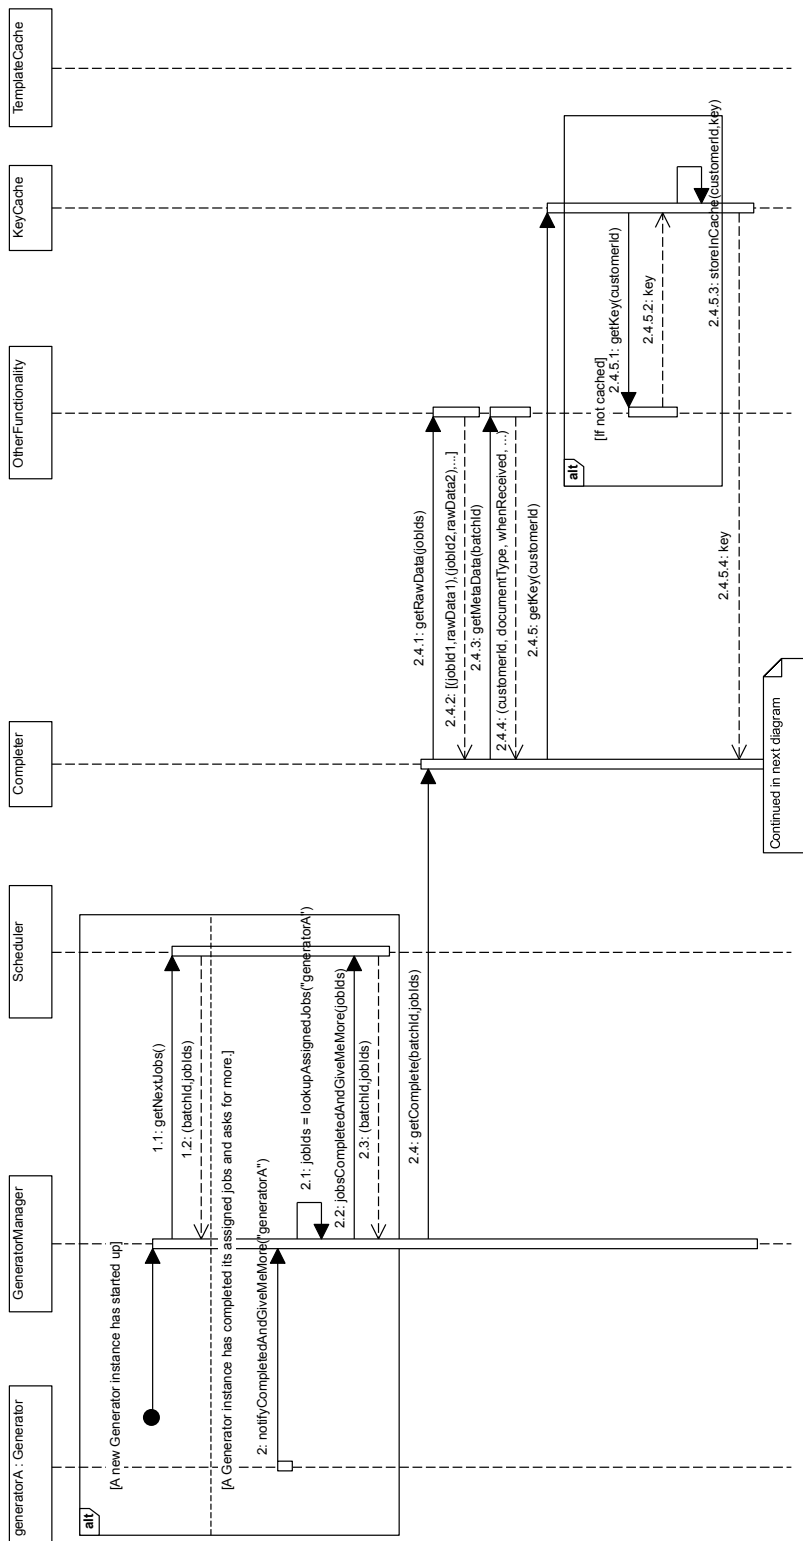 generatorA : Generator
GeneratorManager
Scheduler
Completer
OtherFunctionality
KeyCache
TemplateCache
alt
[A new Generator instance has started up]
1.1: getNextJobs()
1.2: (batchId,jobIds)
[A Generator instance has completed its assigned jobs and asks for more.]
2: notifyCompletedAndGiveMeMore("generatorA")
2.1: jobIds = lookupAssignedJobs("generatorA")
2.2: jobsCompletedAndGiveMeMore(jobIds)
2.3: (batchId,jobIds)
2.4: getComplete(batchId,jobIds)
2.4.1: getRawData(jobIds)
2.4.2: [(jobId1,rawData1),(jobId2,rawData2),...]
2.4.3: getMetaData(batchId)
2.4.4: (customerId, documentType, whenReceived, ...)
2.4.5: getKey(customerId)
alt
[If not cached]
2.4.5.1: getKey(customerId)
2.4.5.2: key
2.4.5.3: storeInCache(customerId,key)
2.4.5.4: key
Continued in next diagram